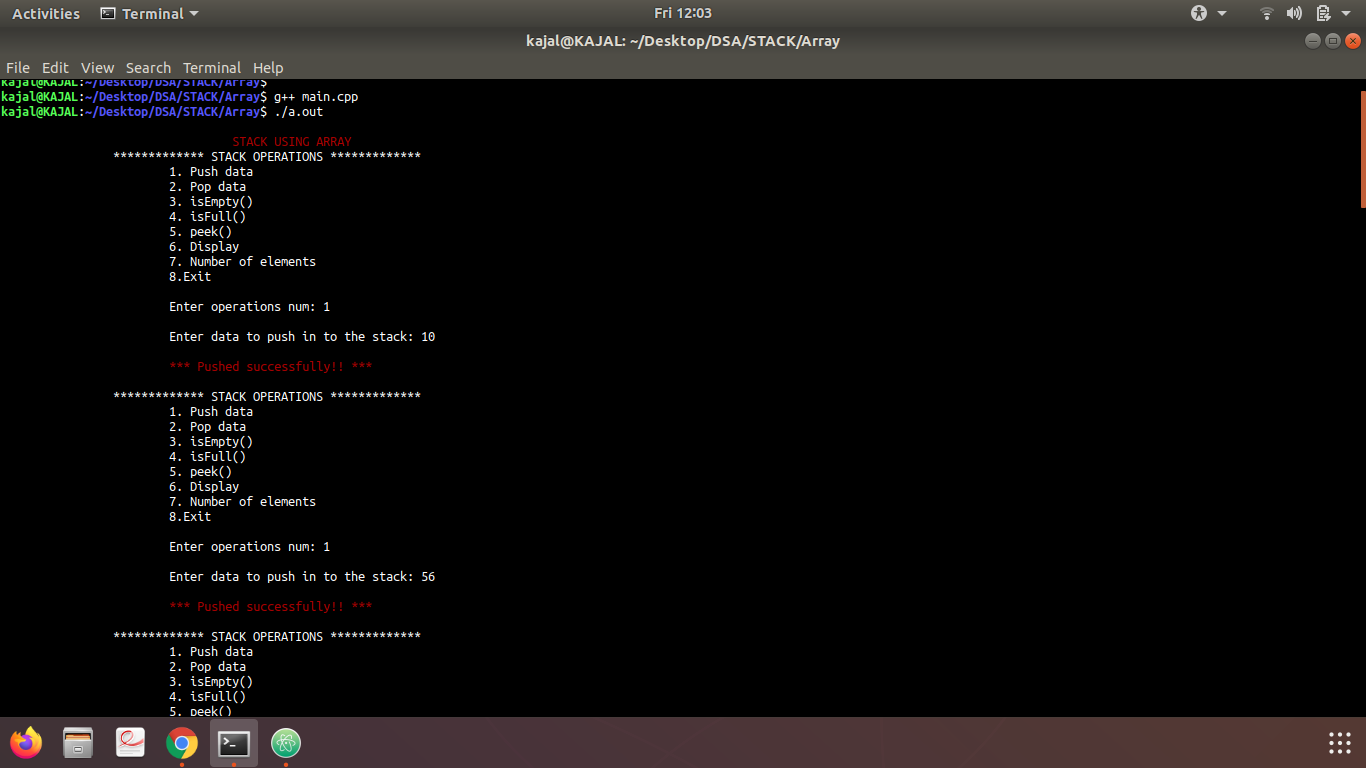 Activities Terminal Fri 12:03
kajal@KAJAL: ~/Desktop/DSA/STACK/Array
File Edit View Search Terminal Help
kajal@KAJAL:~/Desktop/DSA/STACK/Array$
kajal@KAJAL:~/Desktop/DSA/STACK/Array$ g++ main.cpp
kajal@KAJAL:~/Desktop/DSA/STACK/Array$ ./a.out
STACK USING ARRAY
************* STACK OPERATIONS *************
1. Push data
2. Pop data
3. isEmpty()
4. isFull()
5. peek()
6. Display
7. Number of elements
8.Exit
Enter operations num: 1
Enter data to push in to the stack: 10
*** Pushed successfully!! ***
************* STACK OPERATIONS *************
1. Push data
2. Pop data
3. isEmpty()
4. isFull()
5. peek()
6. Display
7. Number of elements
8.Exit
Enter operations num: 1
Enter data to push in to the stack: 56
*** Pushed successfully!! ***
************* STACK OPERATIONS *************
1. Push data
2. Pop data
3. isEmpty()
4. isFull()
5. peek()